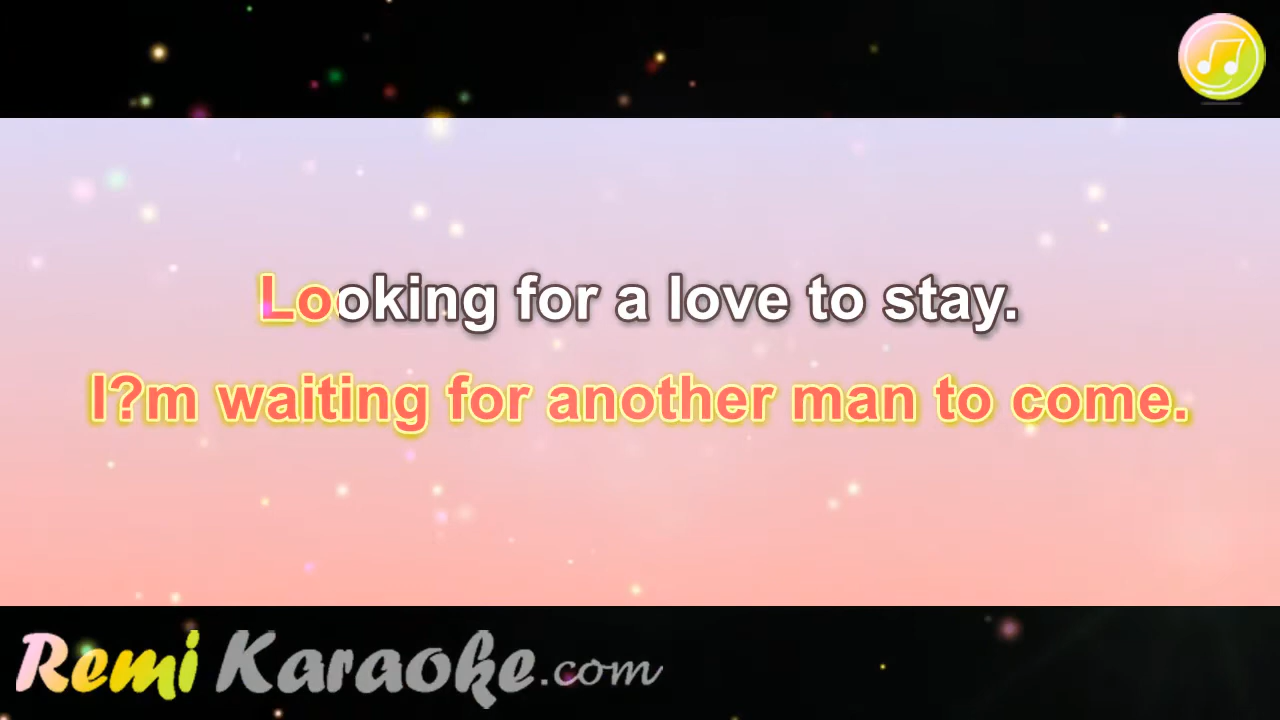 Looking for a love to stay.
I?m waiting for another man to come.
Remi Karaoke.com